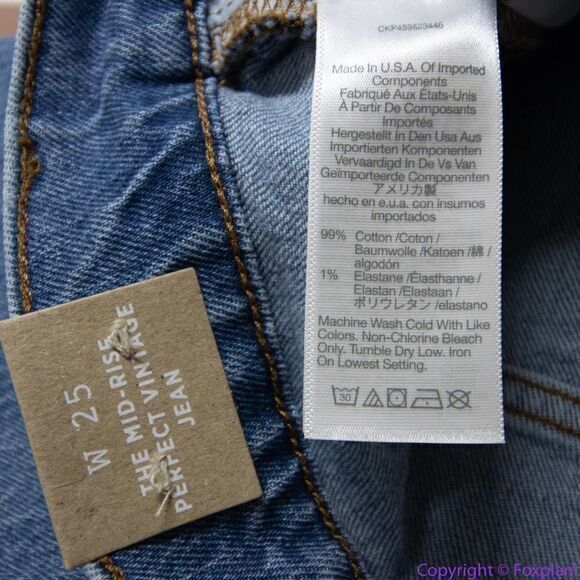 CKP459523446
Made In U.S.A. Of Imported
Components
Fabriqué Aux États-Unis
À Partir De Composants
Importés
Hergestellt In Den Usa Aus
Importierten Komponenten
Vervaardigd In De Vs Van
Geïmporteerde Componenten
アメリカ製
hecho en e.u.a. con insumos
importados
99% Cotton /Coton /
Baumwolle /Katoen /綿 /
algodón
1% Elastane /Élasthanne /
Elastan /Elastaan /
ポリウレタン /elastano
Machine Wash Cold With Like
Colors. Non-Chlorine Bleach
Only. Tumble Dry Low. Iron
On Lowest Setting.
30
W 25
THE MID-RISE
PERFECT VINTAGE
JEAN
Copyright © Foxplan